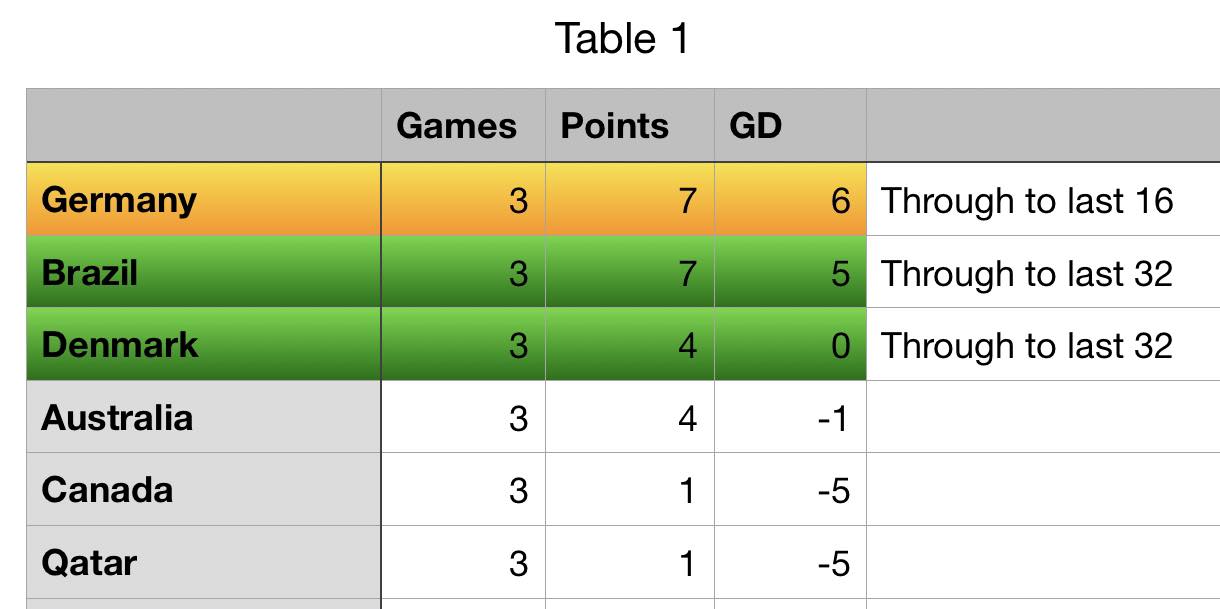 Table 1
Games Points GD
Germany 3 7 6 Through to last 16
Brazil 3 7 5 Through to last 32
Denmark 3 4 0 Through to last 32
Australia 3 4 -1
Canada 3 1 -5
Qatar 3 1 -5